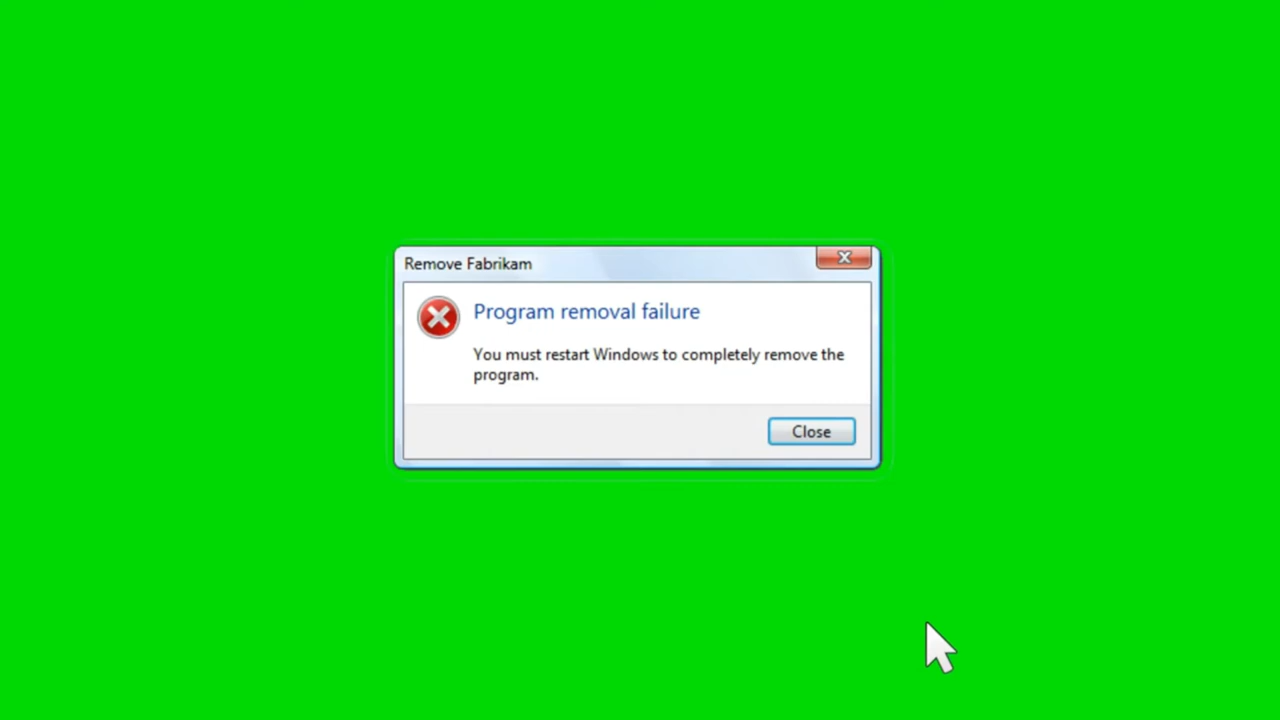 Remove Fabrikam
Program removal failure
You must restart Windows to completely remove the
program.
Close